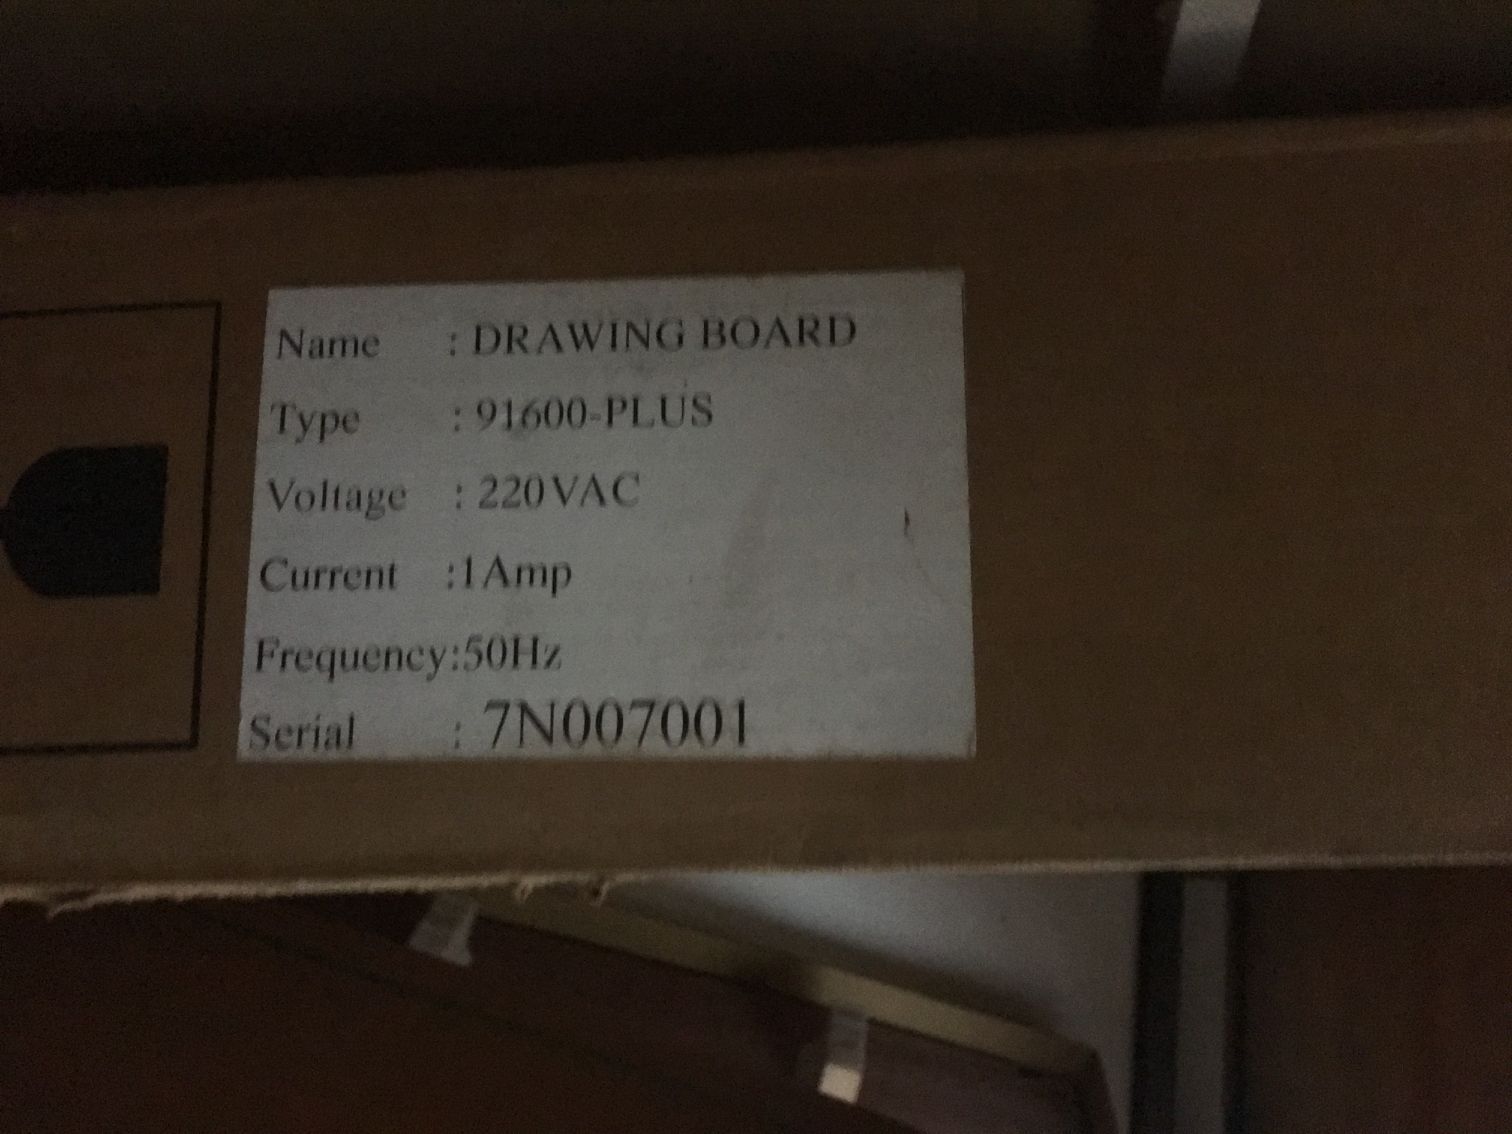 Name : DRAWING BOARD
Type : 91600-PLUS
Voltage : 220VAC
Current :1Amp
Frequency:50Hz
Serial : 7N007001